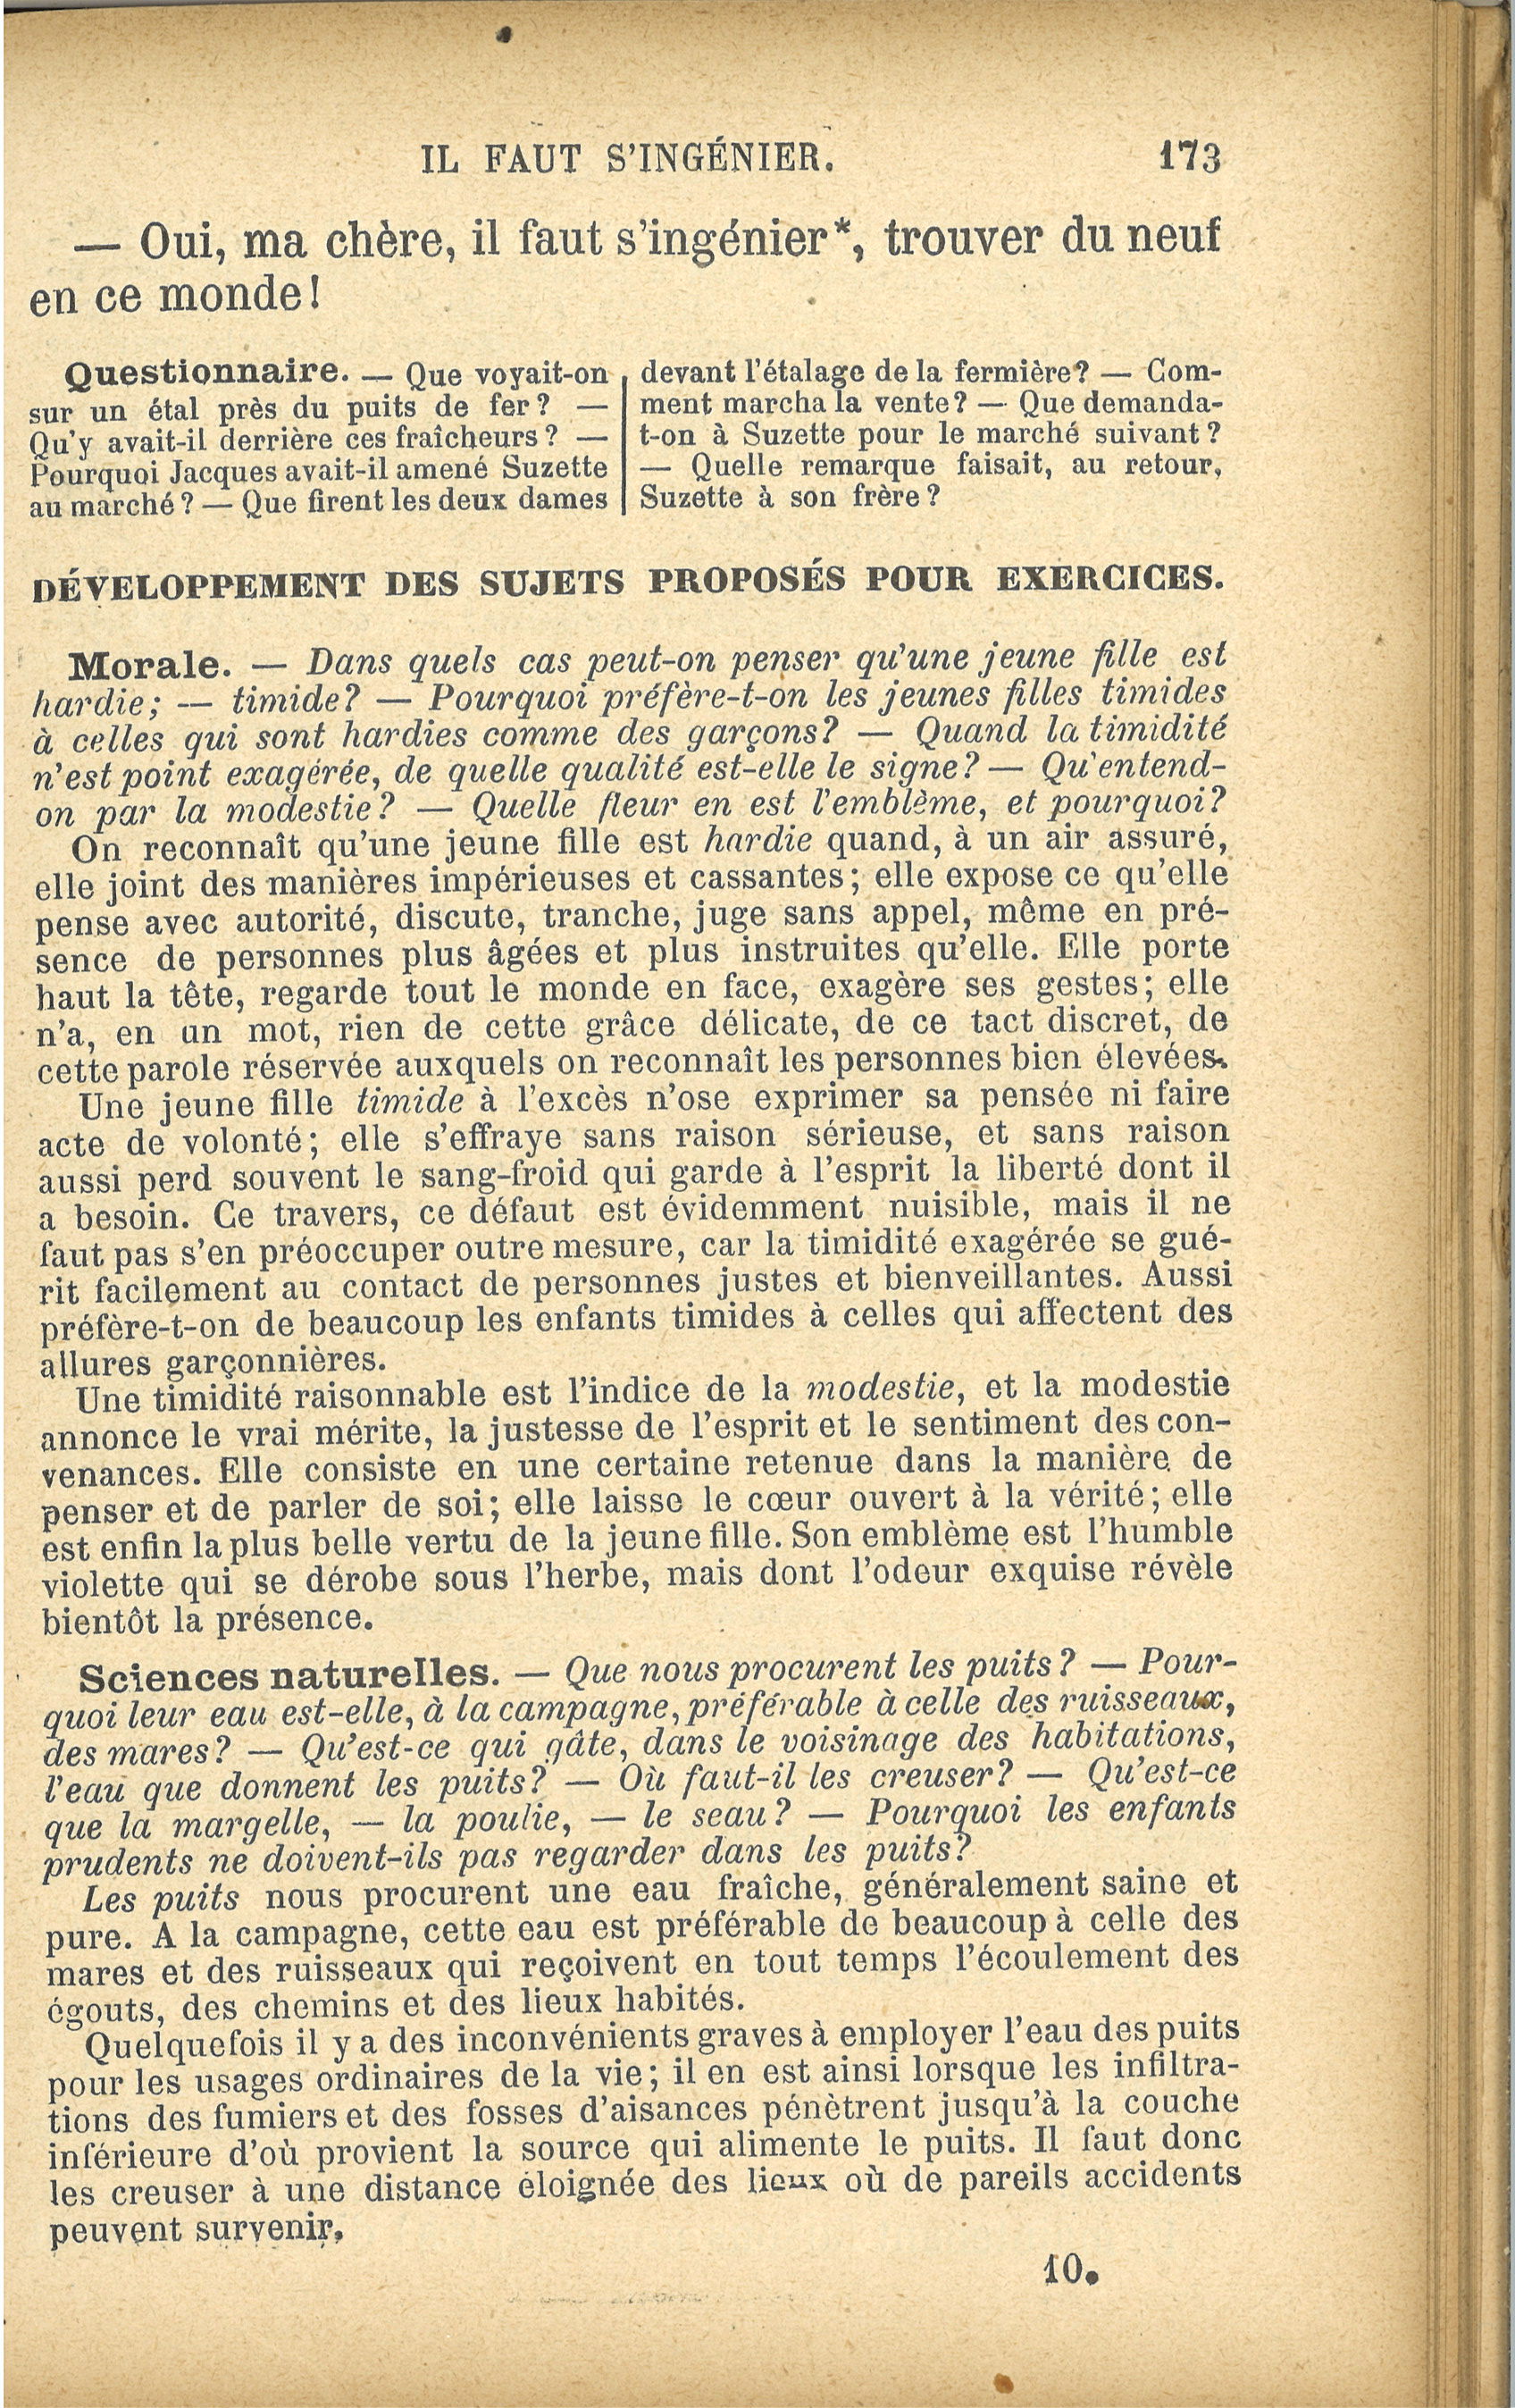 IL FAUT S'INGÉNIER. 173
— Oui, ma chère, il faut s'ingénier*, trouver du neuf
en ce monde!
Questionnaire. — Que voyait-on
sur un étal près du puits de fer? —
Qu'y avait-il derrière ces fraîcheurs? —
Pourquoi Jacques avait-il amené Suzette
au marché? — Que firent les deux dames
devant l'étalage de la fermière? — Com-
ment marcha la vente? — Que demanda-
t-on à Suzette pour le marché suivant?
— Quelle remarque faisait, au retour,
Suzette à son frère?
DÉVELOPPEMENT DES SUJETS PROPOSÉS POUR EXERCICES.
Morale. — Dans quels cas peut-on penser qu'une jeune fille est
hardie; — timide? — Pourquoi préfère-t-on les jeunes filles timides
à celles qui sont hardies comme des garçons? — Quand la timidité
n'est point exagérée, de quelle qualité est-elle le signe? — Qu'entend-
on par la modestie? — Quelle fleur en est l'emblème, et pourquoi?
On reconnaît qu'une jeune fille est hardie quand, à un air assuré,
elle joint des manières impérieuses et cassantes; elle expose ce qu'elle
pense avec autorité, discute, tranche, juge sans appel, même en pré-
sence de personnes plus âgées et plus instruites qu'elle. Elle porte
haut la tête, regarde tout le monde en face, exagère ses gestes; elle
n'a, en un mot, rien de cette grâce délicate, de ce tact discret, de
cette parole réservée auxquels on reconnaît les personnes bien élevées.
Une jeune fille timide à l'excès n'ose exprimer sa pensée ni faire
acte de volonté; elle s'effraye sans raison sérieuse, et sans raison
aussi perd souvent le sang-froid qui garde à l'esprit la liberté dont il
a besoin. Ce travers, ce défaut est évidemment nuisible, mais il ne
faut pas s'en préoccuper outre mesure, car la timidité exagérée se gué-
rit facilement au contact de personnes justes et bienveillantes. Aussi
préfère-t-on de beaucoup les enfants timides à celles qui affectent des
allures garçonnières.
Une timidité raisonnable est l'indice de la modestie, et la modestie
annonce le vrai mérite, la justesse de l'esprit et le sentiment des con-
venances. Elle consiste en une certaine retenue dans la manière de
penser et de parler de soi; elle laisse le cœur ouvert à la vérité; elle
est enfin la plus belle vertu de la jeune fille. Son emblème est l'humble
violette qui se dérobe sous l'herbe, mais dont l'odeur exquise révèle
bientôt la présence.
Sciences naturelles. — Que nous procurent les puits? — Pour-
quoi leur eau est-elle, à la campagne, préférable à celle des ruisseaux,
des mares? — Qu'est-ce qui gâte, dans le voisinage des habitations,
l'eau que donnent les puits? — Où faut-il les creuser? — Qu'est-ce
que la margelle, — la poulie, — le seau? — Pourquoi les enfants
prudents ne doivent-ils pas regarder dans les puits?
Les puits nous procurent une eau fraîche, généralement saine et
pure. A la campagne, cette eau est préférable de beaucoup à celle des
mares et des ruisseaux qui reçoivent en tout temps l'écoulement des
égouts, des chemins et des lieux habités.
Quelquefois il y a des inconvénients graves à employer l'eau des puits
pour les usages ordinaires de la vie; il en est ainsi lorsque les infiltra-
tions des fumiers et des fosses d'aisances pénètrent jusqu'à la couche
inférieure d'où provient la source qui alimente le puits. Il faut donc
les creuser à une distance éloignée des lieux où de pareils accidents
peuvent survenir.
10.